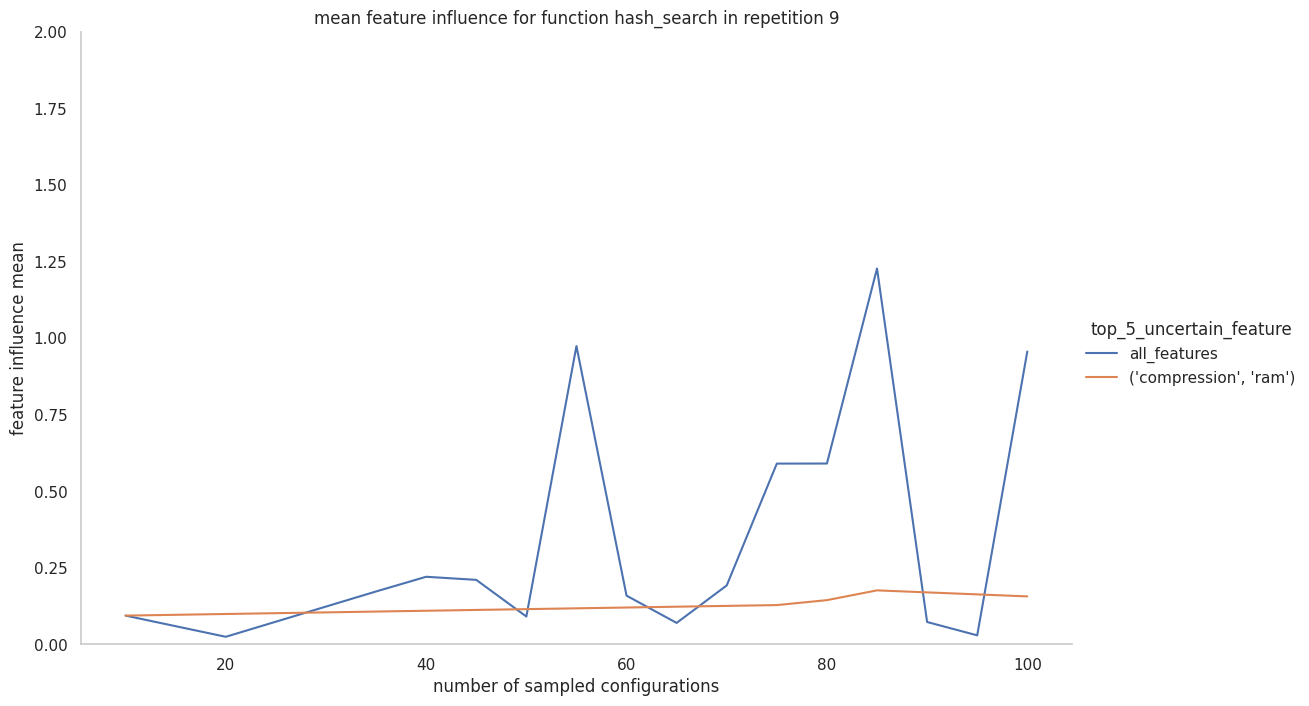 mean feature influence for function hash_search in repetition 9
2.00
1.75
1.50
1.25
1.00
0.75
0.50
0.25
0.00
feature influence mean
20
40
60
80
100
number of sampled configurations
top_5_uncertain_feature
all_features
('compression', 'ram')